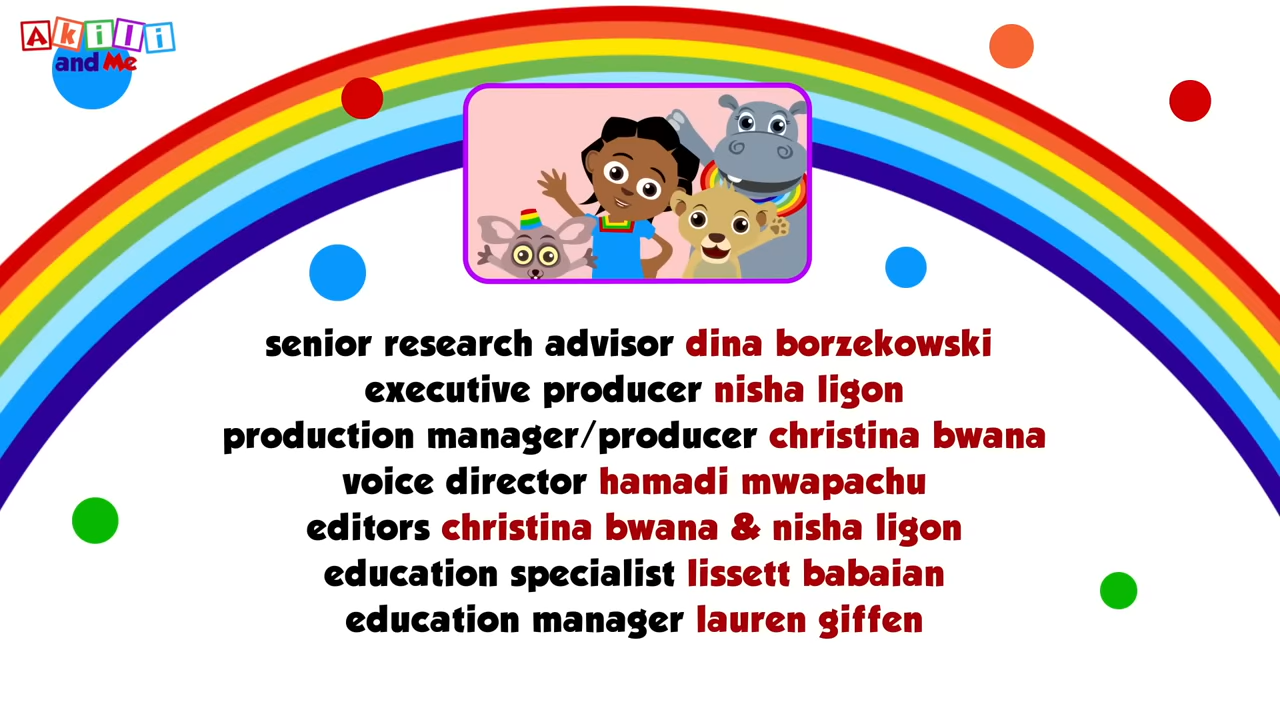 Akili
and Me
senior research advisor dina borzekowski
executive producer nisha ligon
production manager/producer christina bwana
voice director hamadi mwapachu
editors christina bwana & nisha ligon
education specialist lissett babaian
education manager lauren giffen